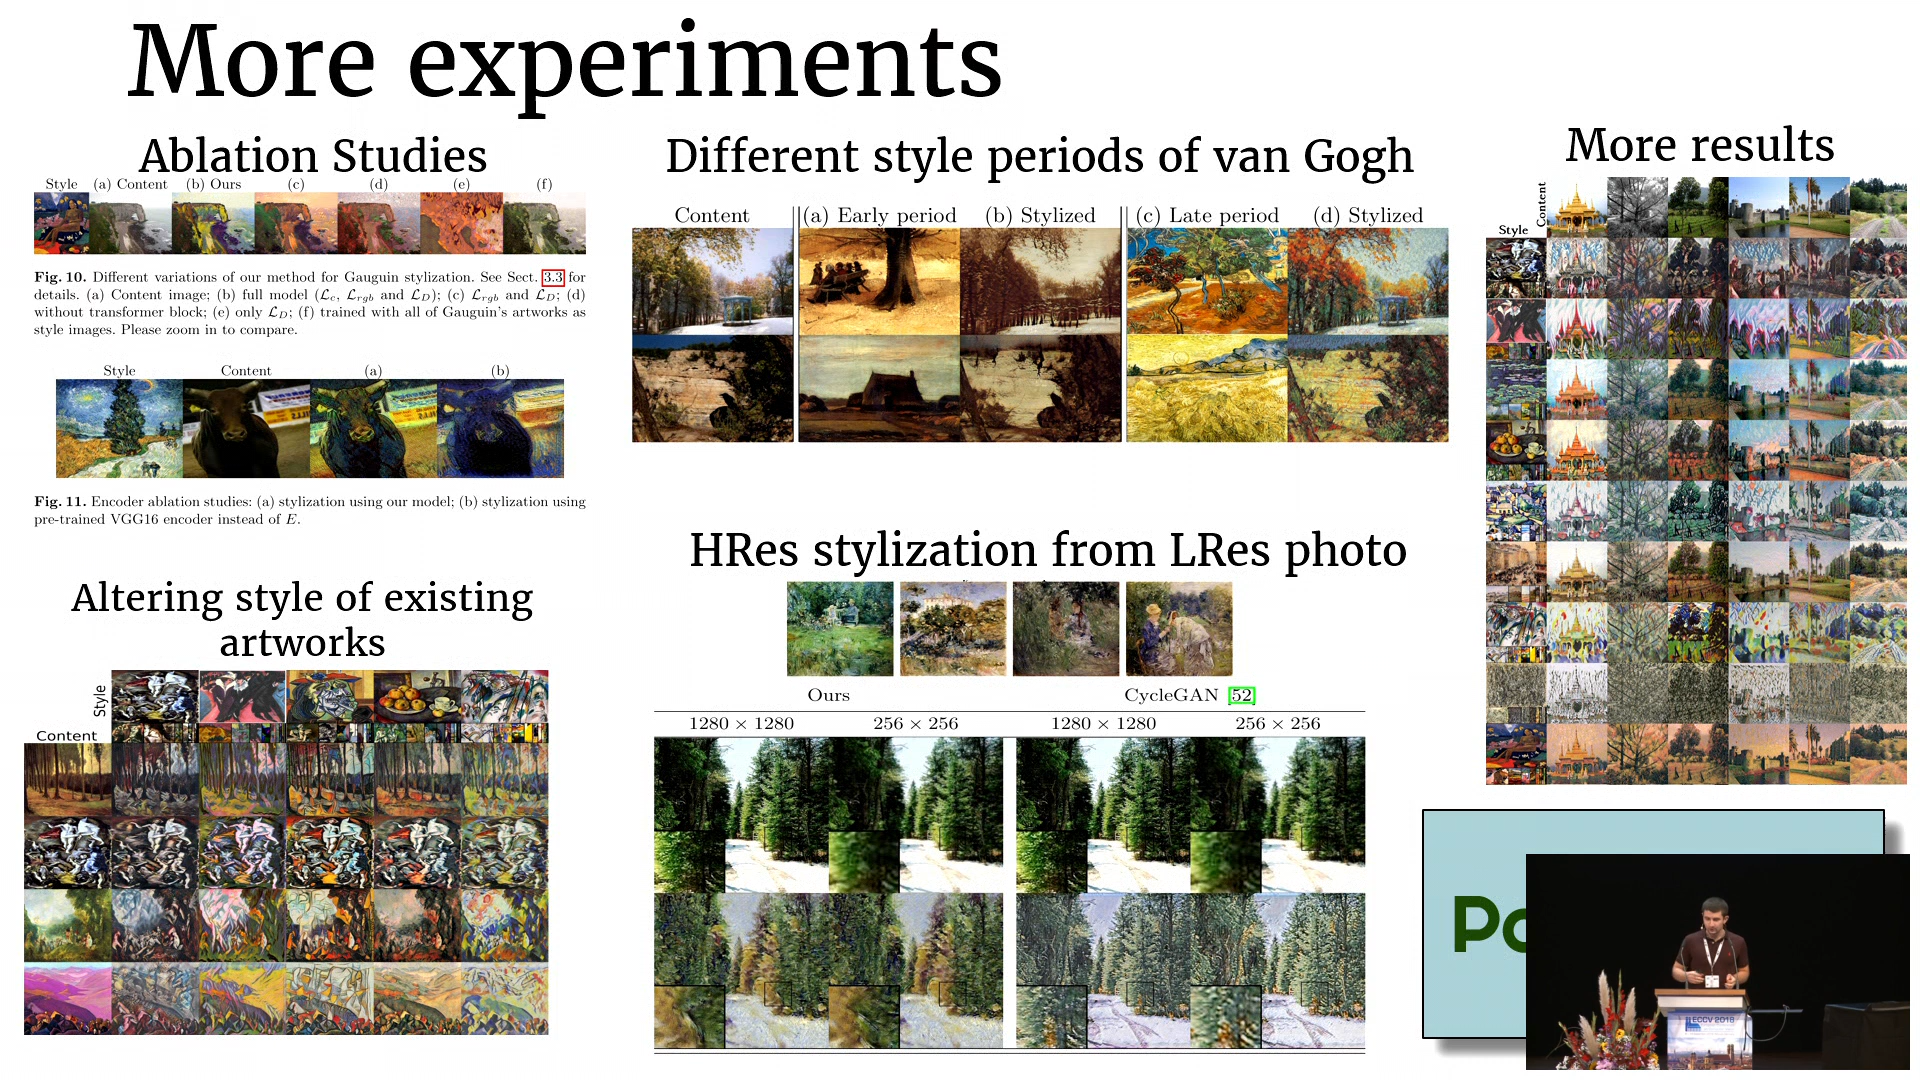 More experiments
Ablation Studies
Style (a) Content (b) Ours (c) (d) (e) (f)
Fig. 10. Different variations of our method for Gauguin stylization. See Sect. 3.3 for
details. (a) Content image; (b) full model (ℒc, ℒrgb and ℒD); (c) ℒrgb and ℒD; (d)
without transformer block; (e) only ℒD; (f) trained with all of Gauguin's artworks as
style images. Please zoom in to compare.
Style Content (a) (b)
Fig. 11. Encoder ablation studies: (a) stylization using our model; (b) stylization using
pre-trained VGG16 encoder instead of E.
Altering style of existing
artworks
Style
Content
Different style periods of van Gogh
Content (a) Early period (b) Stylized (c) Late period (d) Stylized
HRes stylization from LRes photo
Ours CycleGAN [52]
1280 × 1280 256 × 256 1280 × 1280 256 × 256
More results
Content
Style
Po
ECCV 2018